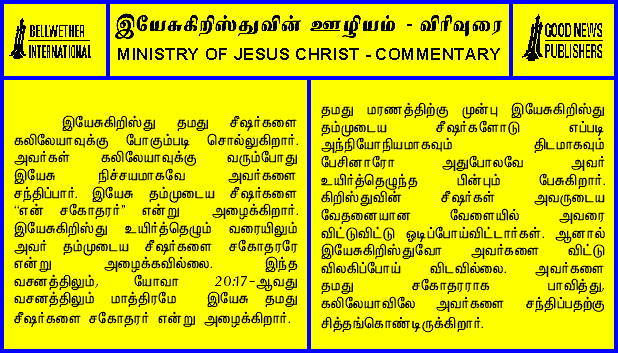 BELLWETHER
INTERNATIONAL
இயேசுகிறிஸ்துவின் ஊழியம் - விரிவுரை
MINISTRY OF JESUS CHRIST - COMMENTARY
GOOD NEWS
PUBLISHERS
இயேசுகிறிஸ்து தமது சீஷர்களை
கலிலேயாவுக்கு போகும்படி சொல்லுகிறார்.
அவர்கள் கலிலேயாவுக்கு வரும்போது
இயேசு நிச்சயமாகவே அவர்களை
சந்திப்பார். இயேசு தம்முடைய சீஷர்களை
“என் சகோதரர்” என்று அழைக்கிறார்.
இயேசுகிறிஸ்து உயிர்த்தெழும் வரையிலும்
அவர் தம்முடைய சீஷர்களை சகோதரரே
என்று அழைக்கவில்லை. இந்த
வசனத்திலும், யோவா 20:17-ஆவது
வசனத்திலும் மாத்திரமே இயேசு தமது
சீஷர்களை சகோதரர் என்று அழைக்கிறார்.
தமது மரணத்திற்கு முன்பு இயேசுகிறிஸ்து
தம்முடைய சீஷர்களோடு எப்படி
அந்நியோநியமாகவும் திடமாகவும்
பேசினாரோ அதுபோலவே அவர்
உயிர்த்தெழுந்த பின்பும் பேசுகிறார்.
கிறிஸ்துவின் சீஷர்கள் அவருடைய
வேதனையான வேளையில் அவரை
விட்டுவிட்டு ஓடிப்போய்விட்டார்கள். ஆனால்
இயேசுகிறிஸ்துவோ அவர்களை விட்டு
விலகிப்போய் விடவில்லை. அவர்களை
தமது சகோதரராக பாவித்து,
கலிலேயாவிலே அவர்களை சந்திப்பதற்கு
சித்தங்கொண்டிருக்கிறார்.